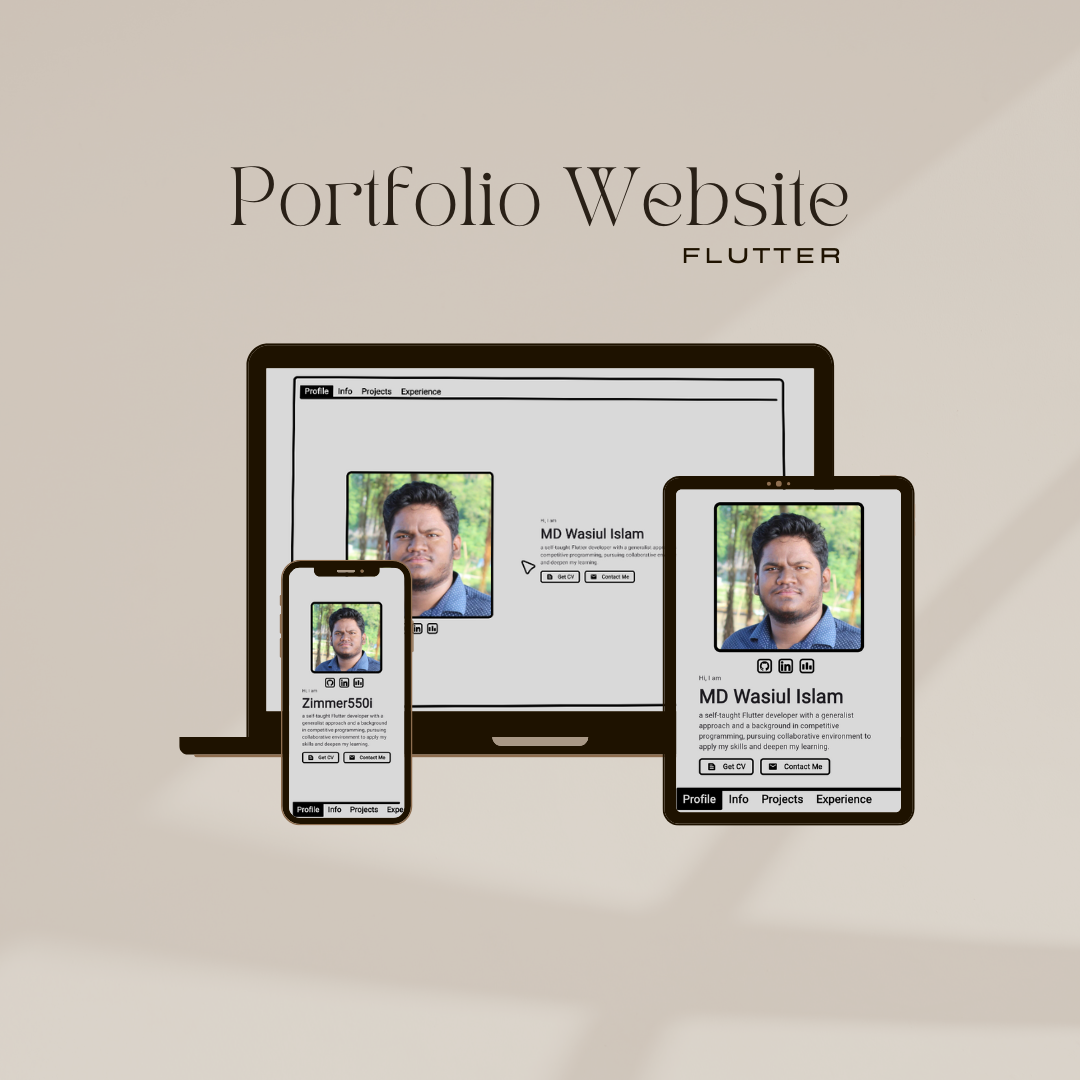 Portfolio Website
FLUTTER
Profile Info Projects Experience
Hi, I am
MD Wasiul Islam
a self-taught Flutter developer with a generalist
competitive programming, pursuing collaborative
and deepen my learning.
Get CV Contact Me
in
Hi, I am
Zimmer550i
a self-taught Flutter developer with a
generalist approach and a background
in competitive programming, pursuing
collaborative environment to apply my
skills and deepen my learning.
Get CV Contact Me
Profile Info Projects Expe
in
Hi, I am
MD Wasiul Islam
a self-taught Flutter developer with a generalist
approach and a background in competitive
programming, pursuing collaborative environment to
apply my skills and deepen my learning.
Get CV Contact Me
Profile Info Projects Experience